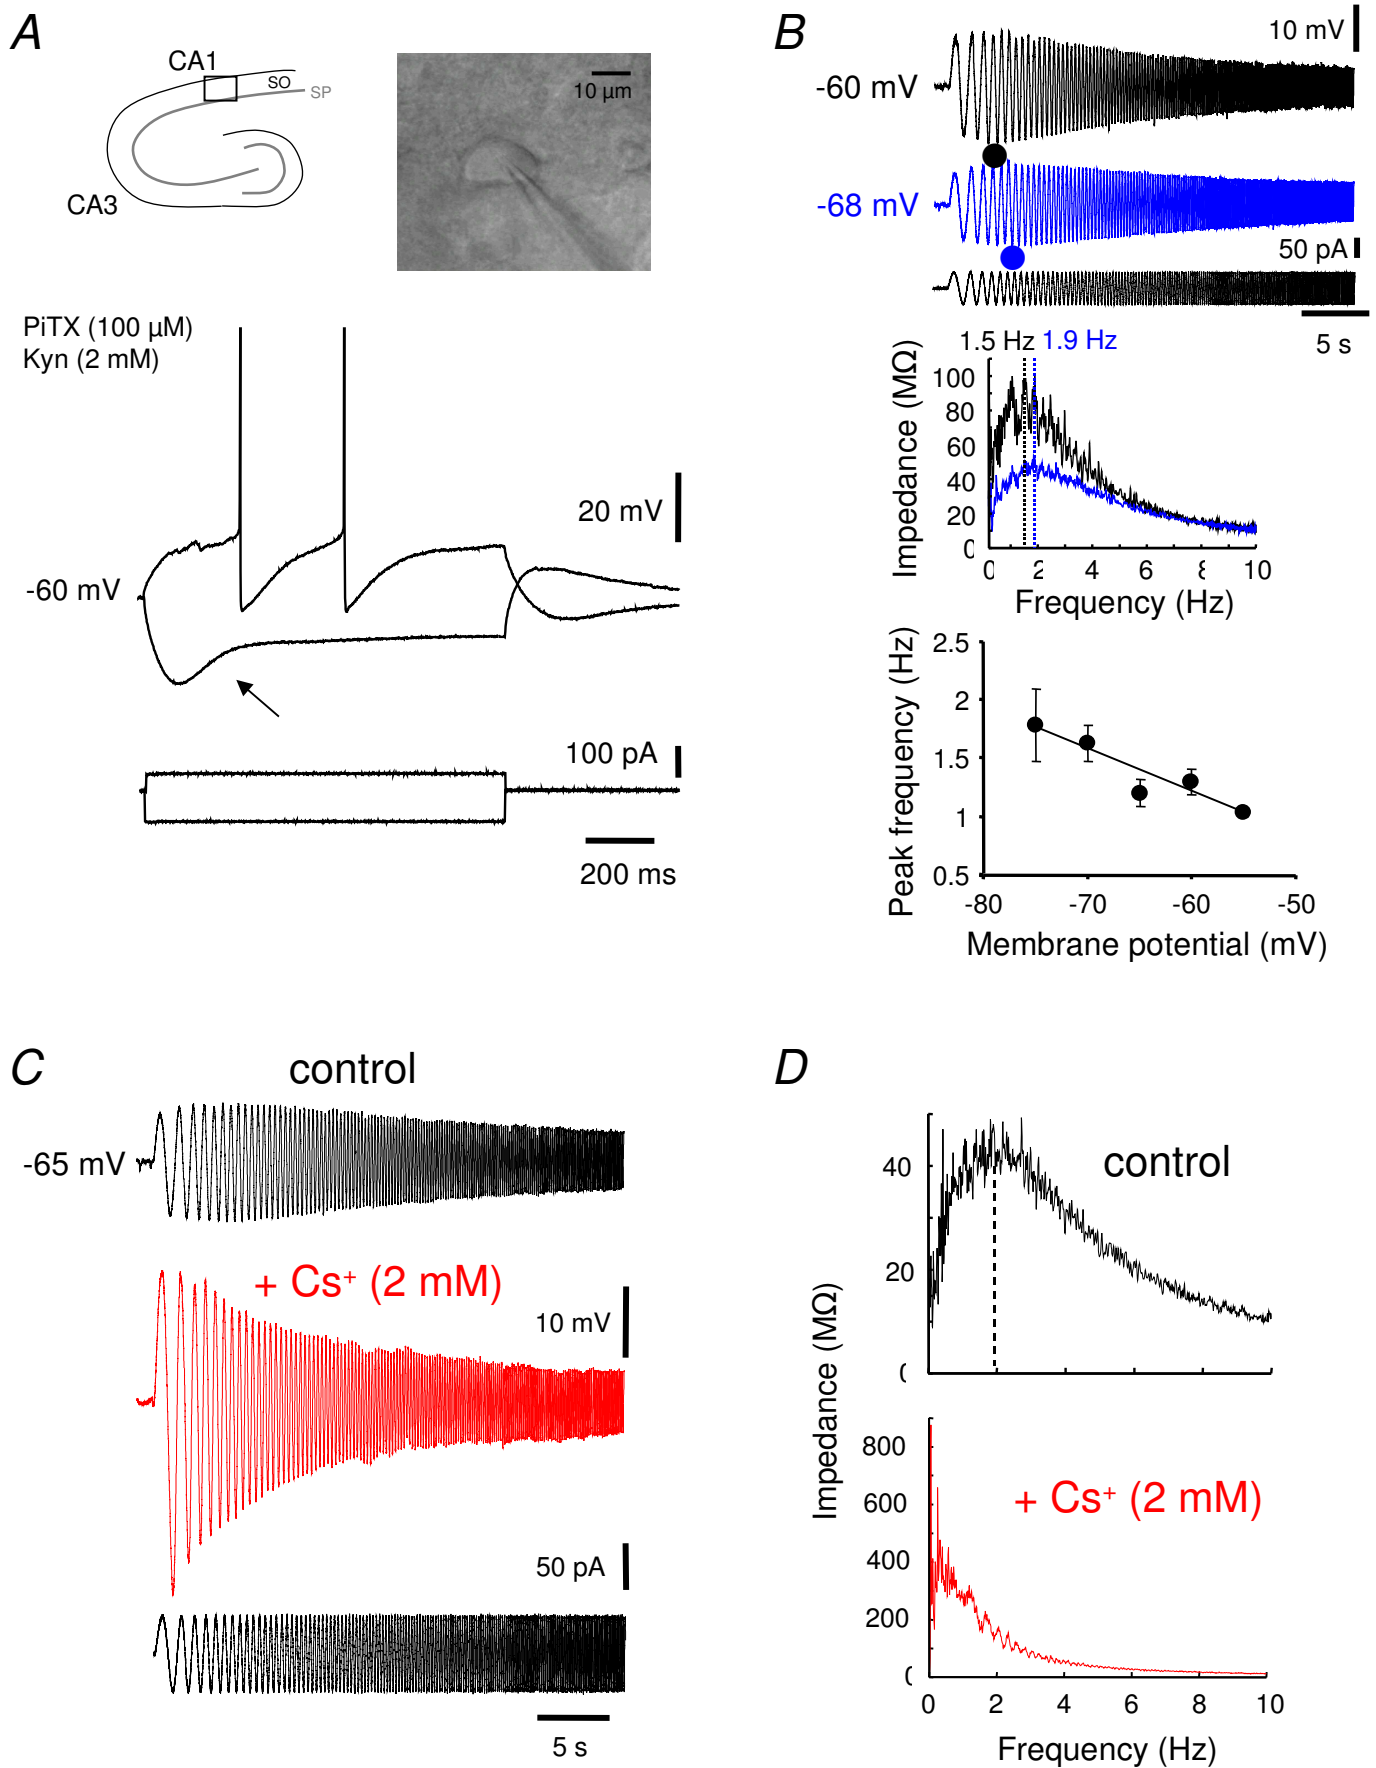 A
CA1
SO
SP
CA3
10 µm
PiTX (100 µM)
Kyn (2 mM)
20 mV
-60 mV
100 pA
200 ms
B
10 mV
-60 mV
-68 mV
50 pA
5 s
1.5 Hz 1.9 Hz
Impedance (MΩ)
100
80
60
40
20
0 2 4 6 8 10
Frequency (Hz)
Peak frequency (Hz)
2.5
2
1.5
1
0.5
-80 -70 -60 -50
Membrane potential (mV)
C
control
-65 mV
+ Cs⁺ (2 mM)
10 mV
50 pA
5 s
D
control
40
20
0
Impedance (MΩ)
+ Cs⁺ (2 mM)
800
600
400
200
0
0 2 4 6 8 10
Frequency (Hz)